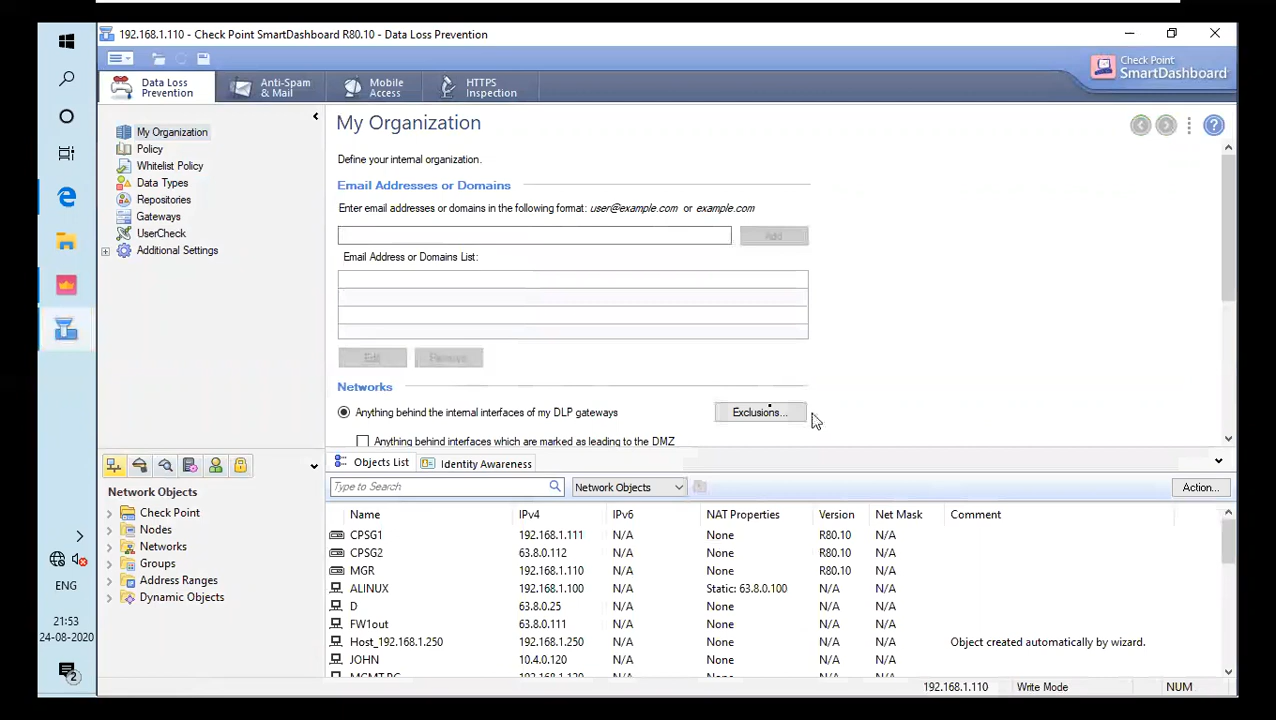 192.168.1.110 - Check Point SmartDashboard R80.10 - Data Loss Prevention
Check Point
SmartDashboard
Data Loss
Prevention
Anti-Spam
& Mail
Mobile
Access
HTTPS
Inspection
My Organization
Policy
Whitelist Policy
Data Types
Repositories
Gateways
UserCheck
Additional Settings
My Organization
Define your internal organization.
Email Addresses or Domains
Enter email addresses or domains in the following format: user@example.com or example.com
Add
Email Address or Domains List:
Edit Remove
Networks
Anything behind the internal interfaces of my DLP gateways Exclusions...
Anything behind interfaces which are marked as leading to the DMZ
Network Objects
Check Point
Nodes
Networks
Groups
Address Ranges
Dynamic Objects
Objects List Identity Awareness
Type to Search Network Objects Action...
Name IPv4 IPv6 NAT Properties Version Net Mask Comment
CPSG1 192.168.1.111 N/A None R80.10 N/A
CPSG2 63.8.0.112 N/A None R80.10 N/A
MGR 192.168.1.110 N/A None R80.10 N/A
ALINUX 192.168.1.100 N/A Static: 63.8.0.100 N/A N/A
D 63.8.0.25 N/A None N/A N/A
FW1out 63.8.0.111 N/A None N/A N/A
Host_192.168.1.250 192.168.1.250 N/A None N/A N/A Object created automatically by wizard.
JOHN 10.4.0.120 N/A None N/A N/A
192.168.1.110 Write Mode NUM
ENG
21:53
24-08-2020
2